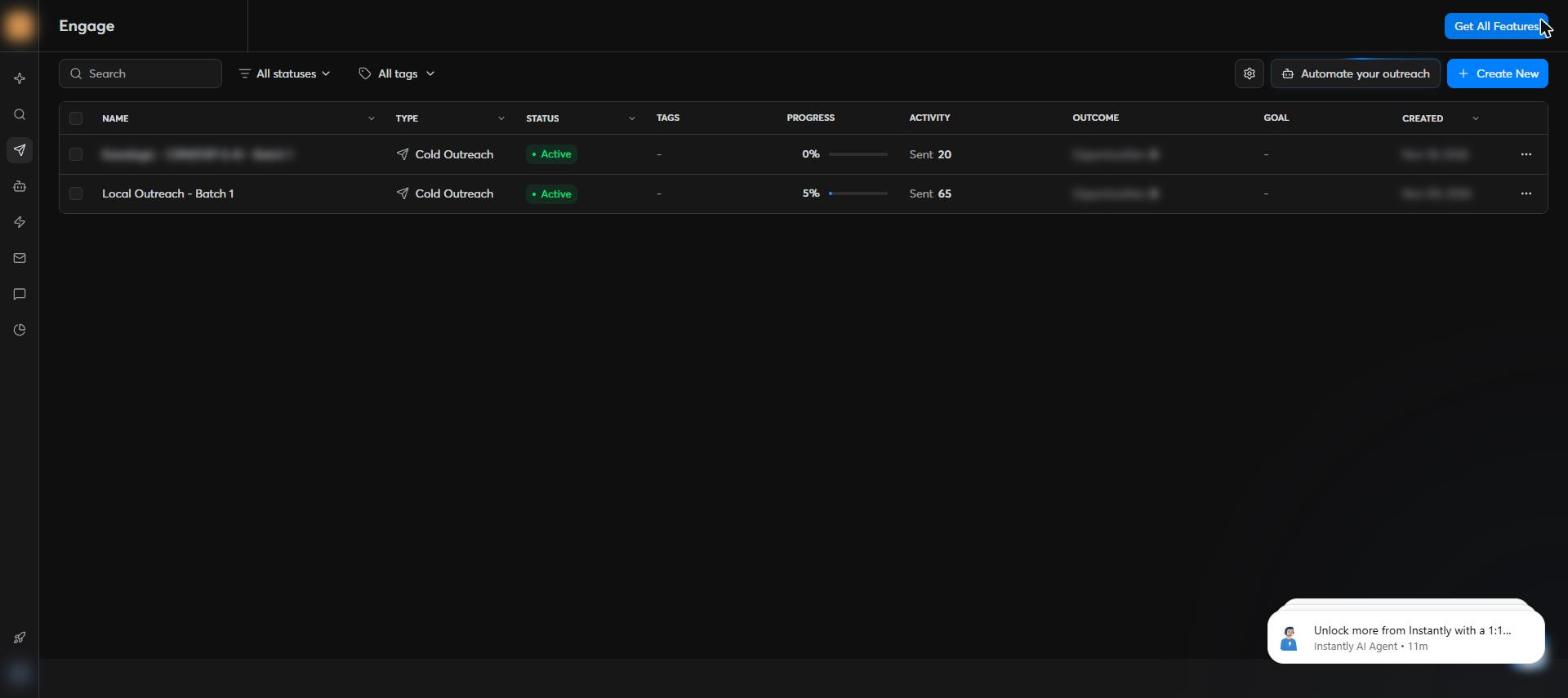 Engage
Get All Features
Search
All statuses
All tags
Automate your outreach
Create New
NAME TYPE STATUS TAGS PROGRESS ACTIVITY OUTCOME GOAL CREATED
Cold Outreach • Active - 0% Sent 20 - ...
Local Outreach - Batch 1 Cold Outreach • Active - 5% Sent 65 - ...
Unlock more from Instantly with a 1:1...
Instantly AI Agent • 11m